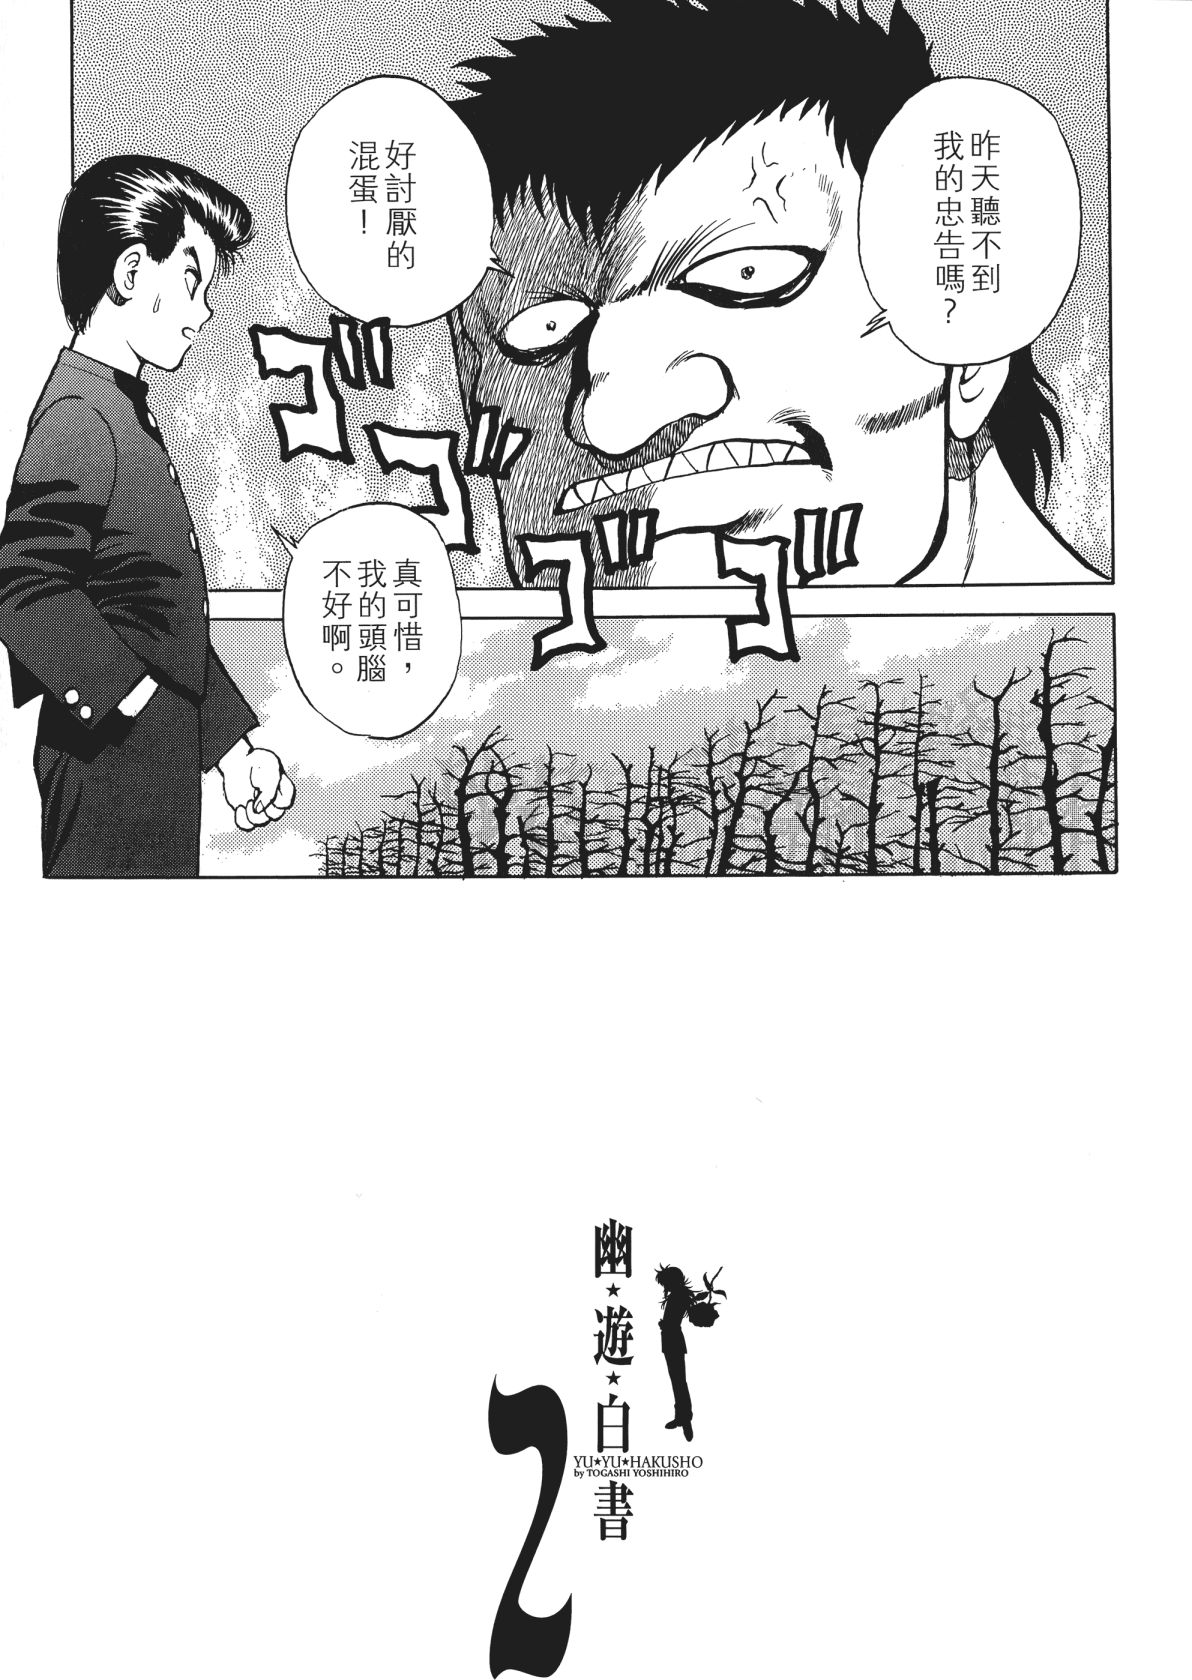 昨天聽不到
我的忠告嗎?
好討厭的
混蛋!
ゴゴゴゴ
真可惜,
我的頭腦
不好啊。
幽★遊★白書
YU★YU★HAKUSHO
by TOGASHI YOSHIHIRO
2